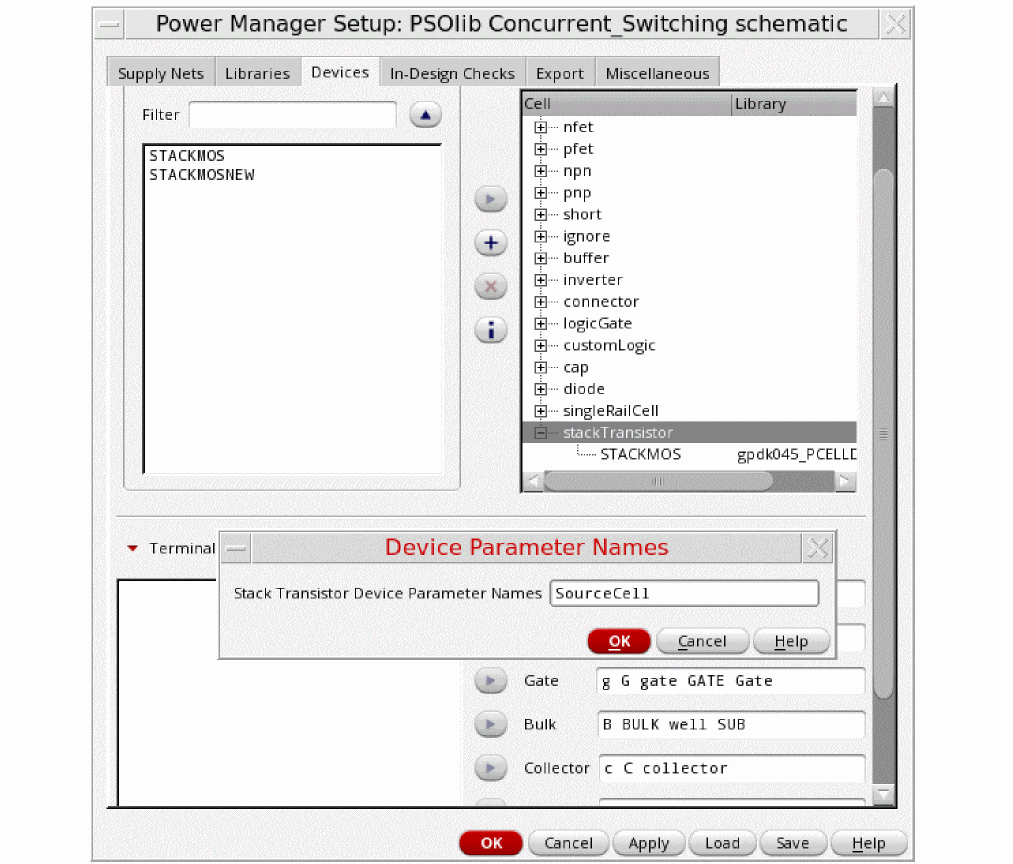 Power Manager Setup: PSOlib Concurrent_Switching schematic
Supply Nets Libraries Devices In-Design Checks Export Miscellaneous
Filter
STACKMOS
STACKMOSNEW
Cell Library
nfet
pfet
npn
pnp
short
ignore
buffer
inverter
connector
logicGate
customLogic
cap
diode
singleRailCell
stackTransistor
STACKMOS gpdk045_PCELLD
Terminal
Device Parameter Names
Stack Transistor Device Parameter Names SourceCell
OK Cancel Help
Gate g G gate GATE Gate
Bulk B BULK well SUB
Collector c C collector
OK Cancel Apply Load Save Help